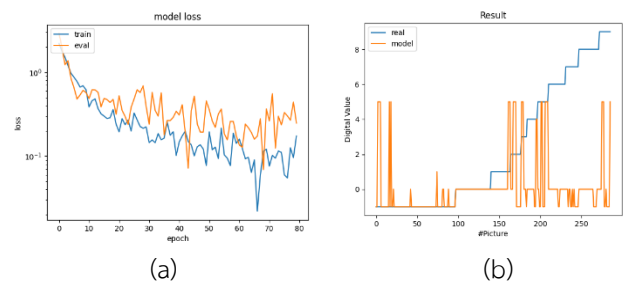 model loss
train
eval
10⁰
10⁻¹
loss
0 10 20 30 40 50 60 70 80
epoch
(a)
Result
real
model
8
6
4
2
0
Digital Value
0 50 100 150 200 250
#Picture
(b)